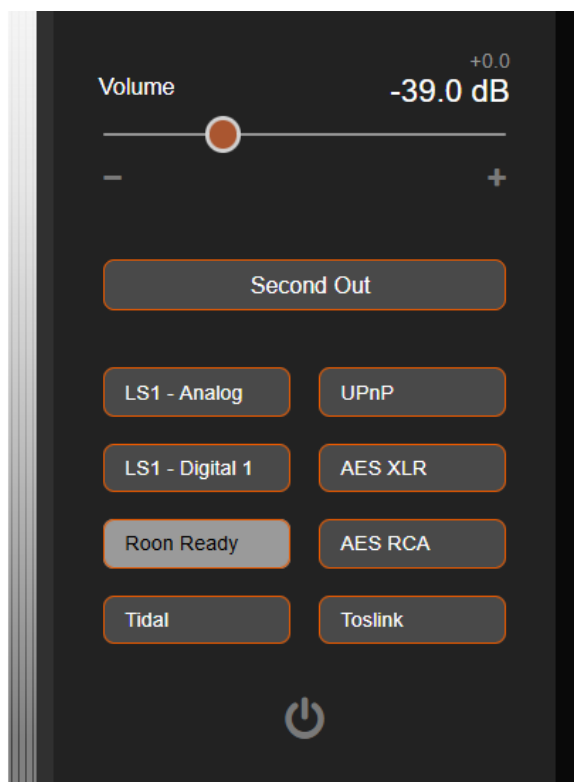 +0.0
Volume -39.0 dB
− +
Second Out
LS1 - Analog UPnP
LS1 - Digital 1 AES XLR
Roon Ready AES RCA
Tidal Toslink